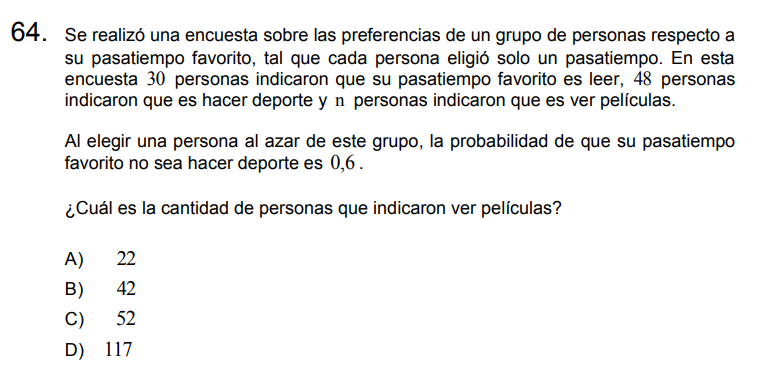 64. Se realizó una encuesta sobre las preferencias de un grupo de personas respecto a
su pasatiempo favorito, tal que cada persona eligió solo un pasatiempo. En esta
encuesta 30 personas indicaron que su pasatiempo favorito es leer, 48 personas
indicaron que es hacer deporte y n personas indicaron que es ver películas.
Al elegir una persona al azar de este grupo, la probabilidad de que su pasatiempo
favorito no sea hacer deporte es 0,6.
¿Cuál es la cantidad de personas que indicaron ver películas?
A) 22
B) 42
C) 52
D) 117